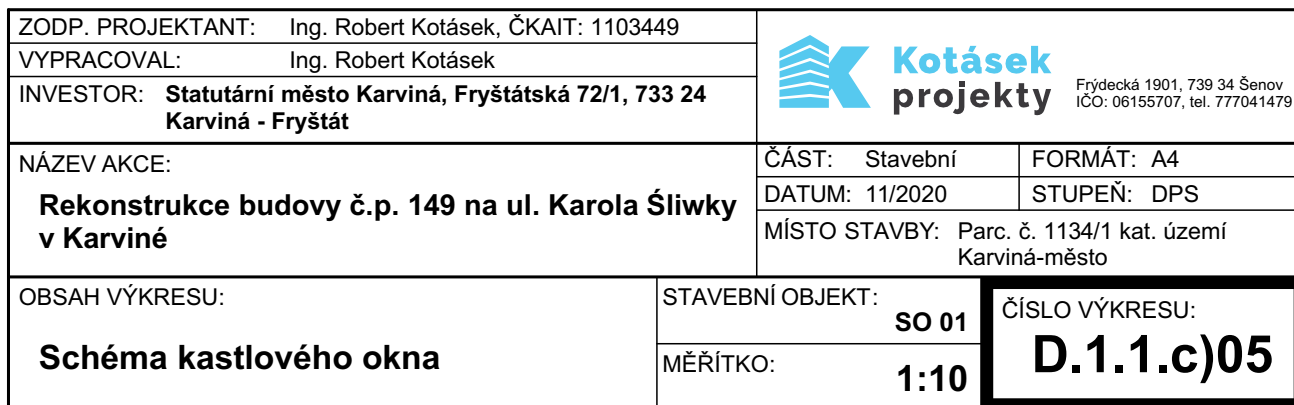 ZODP. PROJEKTANT: Ing. Robert Kotásek, ČKAIT: 1103449
VYPRACOVAL: Ing. Robert Kotásek
INVESTOR: Statutární město Karviná, Fryštátská 72/1, 733 24
Karviná - Fryštát
Kotásek
projekty
Frýdecká 1901, 739 34 Šenov
IČO: 06155707, tel. 777041479
NÁZEV AKCE:
Rekonstrukce budovy č.p. 149 na ul. Karola Śliwky
v Karviné
ČÁST: Stavební
FORMÁT: A4
DATUM: 11/2020
STUPEŇ: DPS
MÍSTO STAVBY: Parc. č. 1134/1 kat. území
Karviná-město
OBSAH VÝKRESU:
Schéma kastlového okna
STAVEBNÍ OBJEKT:
SO 01
MĚŘÍTKO:
1:10
ČÍSLO VÝKRESU:
D.1.1.c)05